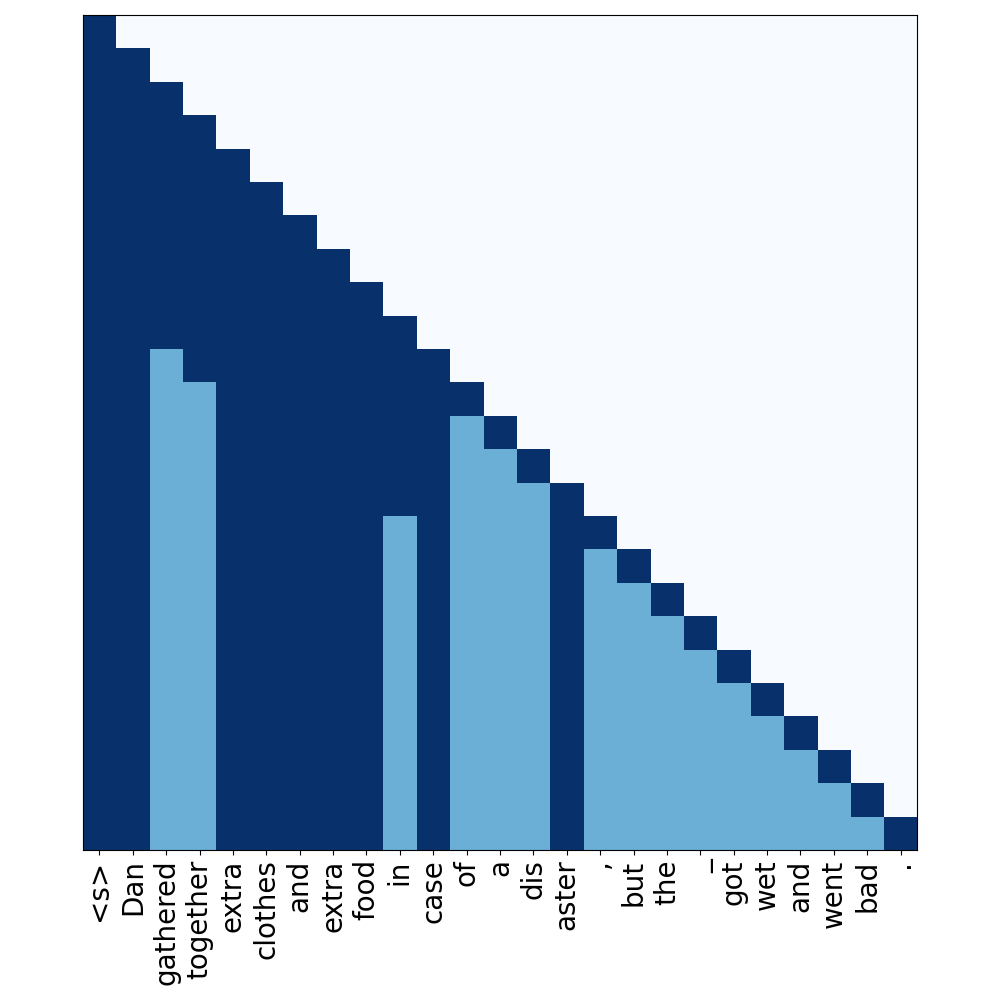 <s> Dan gathered together extra clothes and extra food in case of a dis aster , but the _ got wet and went bad .